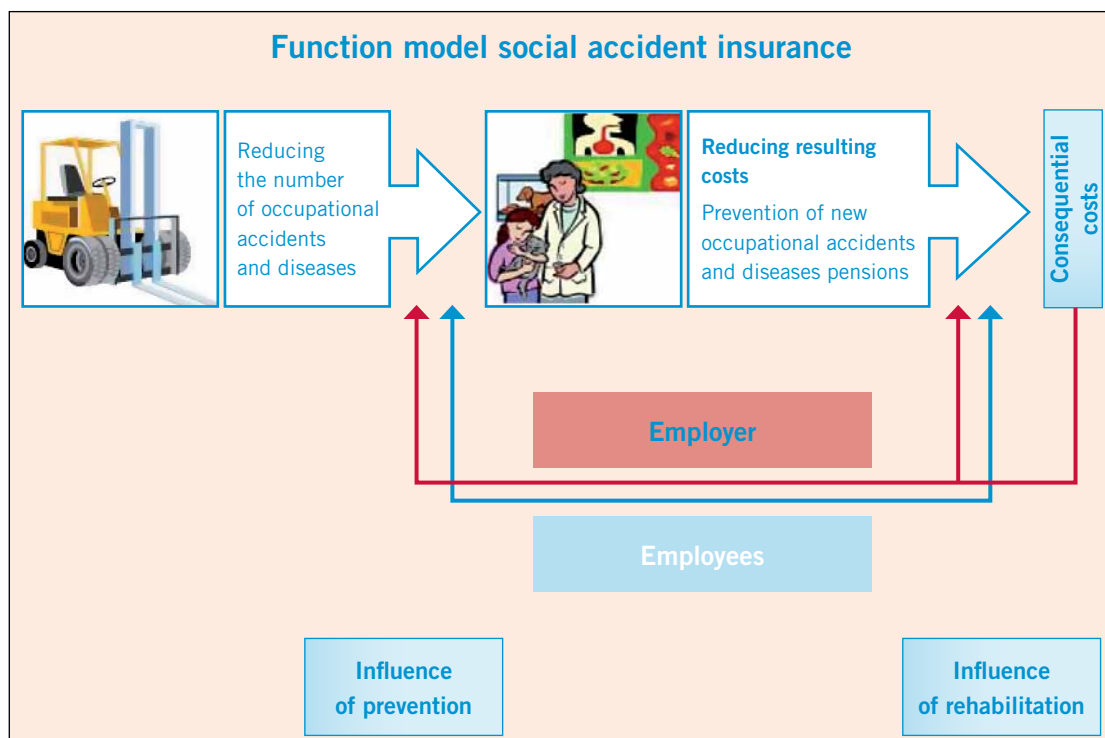 Function model social accident insurance
Reducing
the number
of occupational
accidents
and diseases
Reducing resulting
costs
Prevention of new
occupational accidents
and diseases pensions
Consequential
costs
Employer
Employees
Influence
of prevention
Influence
of rehabilitation